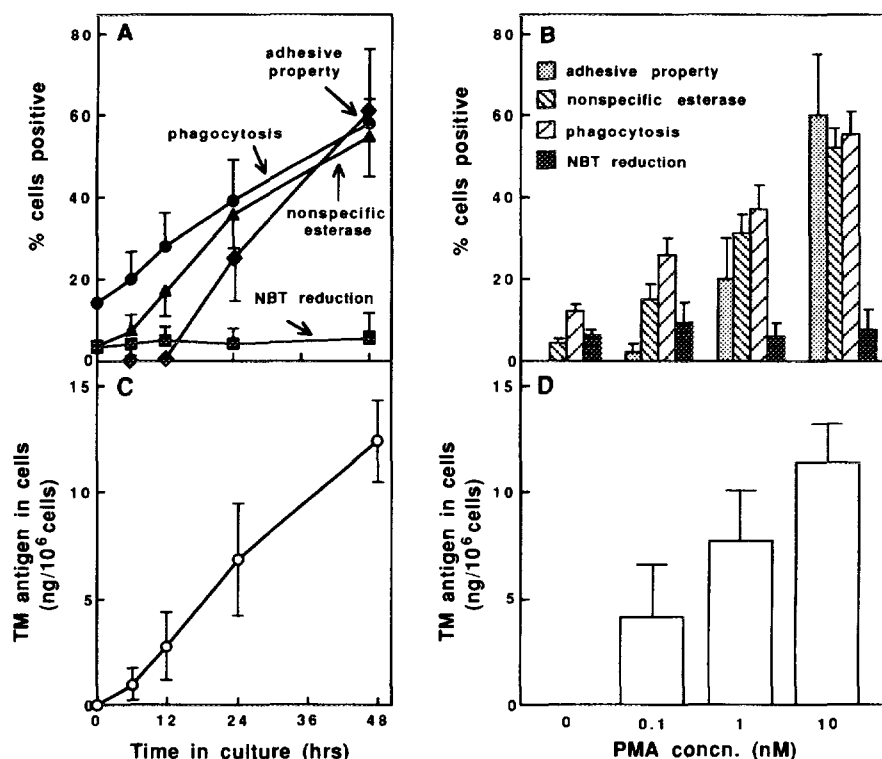 A
80
60
40
20
0
% cells positive
adhesive
property
phagocytosis
nonspecific
esterase
NBT reduction
B
80
60
40
20
0
% cells positive
adhesive property
nonspecific esterase
phagocytosis
NBT reduction
C
15
10
5
0
TM antigen in cells
(ng/10⁶ cells)
0 12 24 36 48
Time in culture (hrs)
D
15
10
5
0
TM antigen in cells
(ng/10⁶ cells)
0 0.1 1 10
PMA concn. (nM)